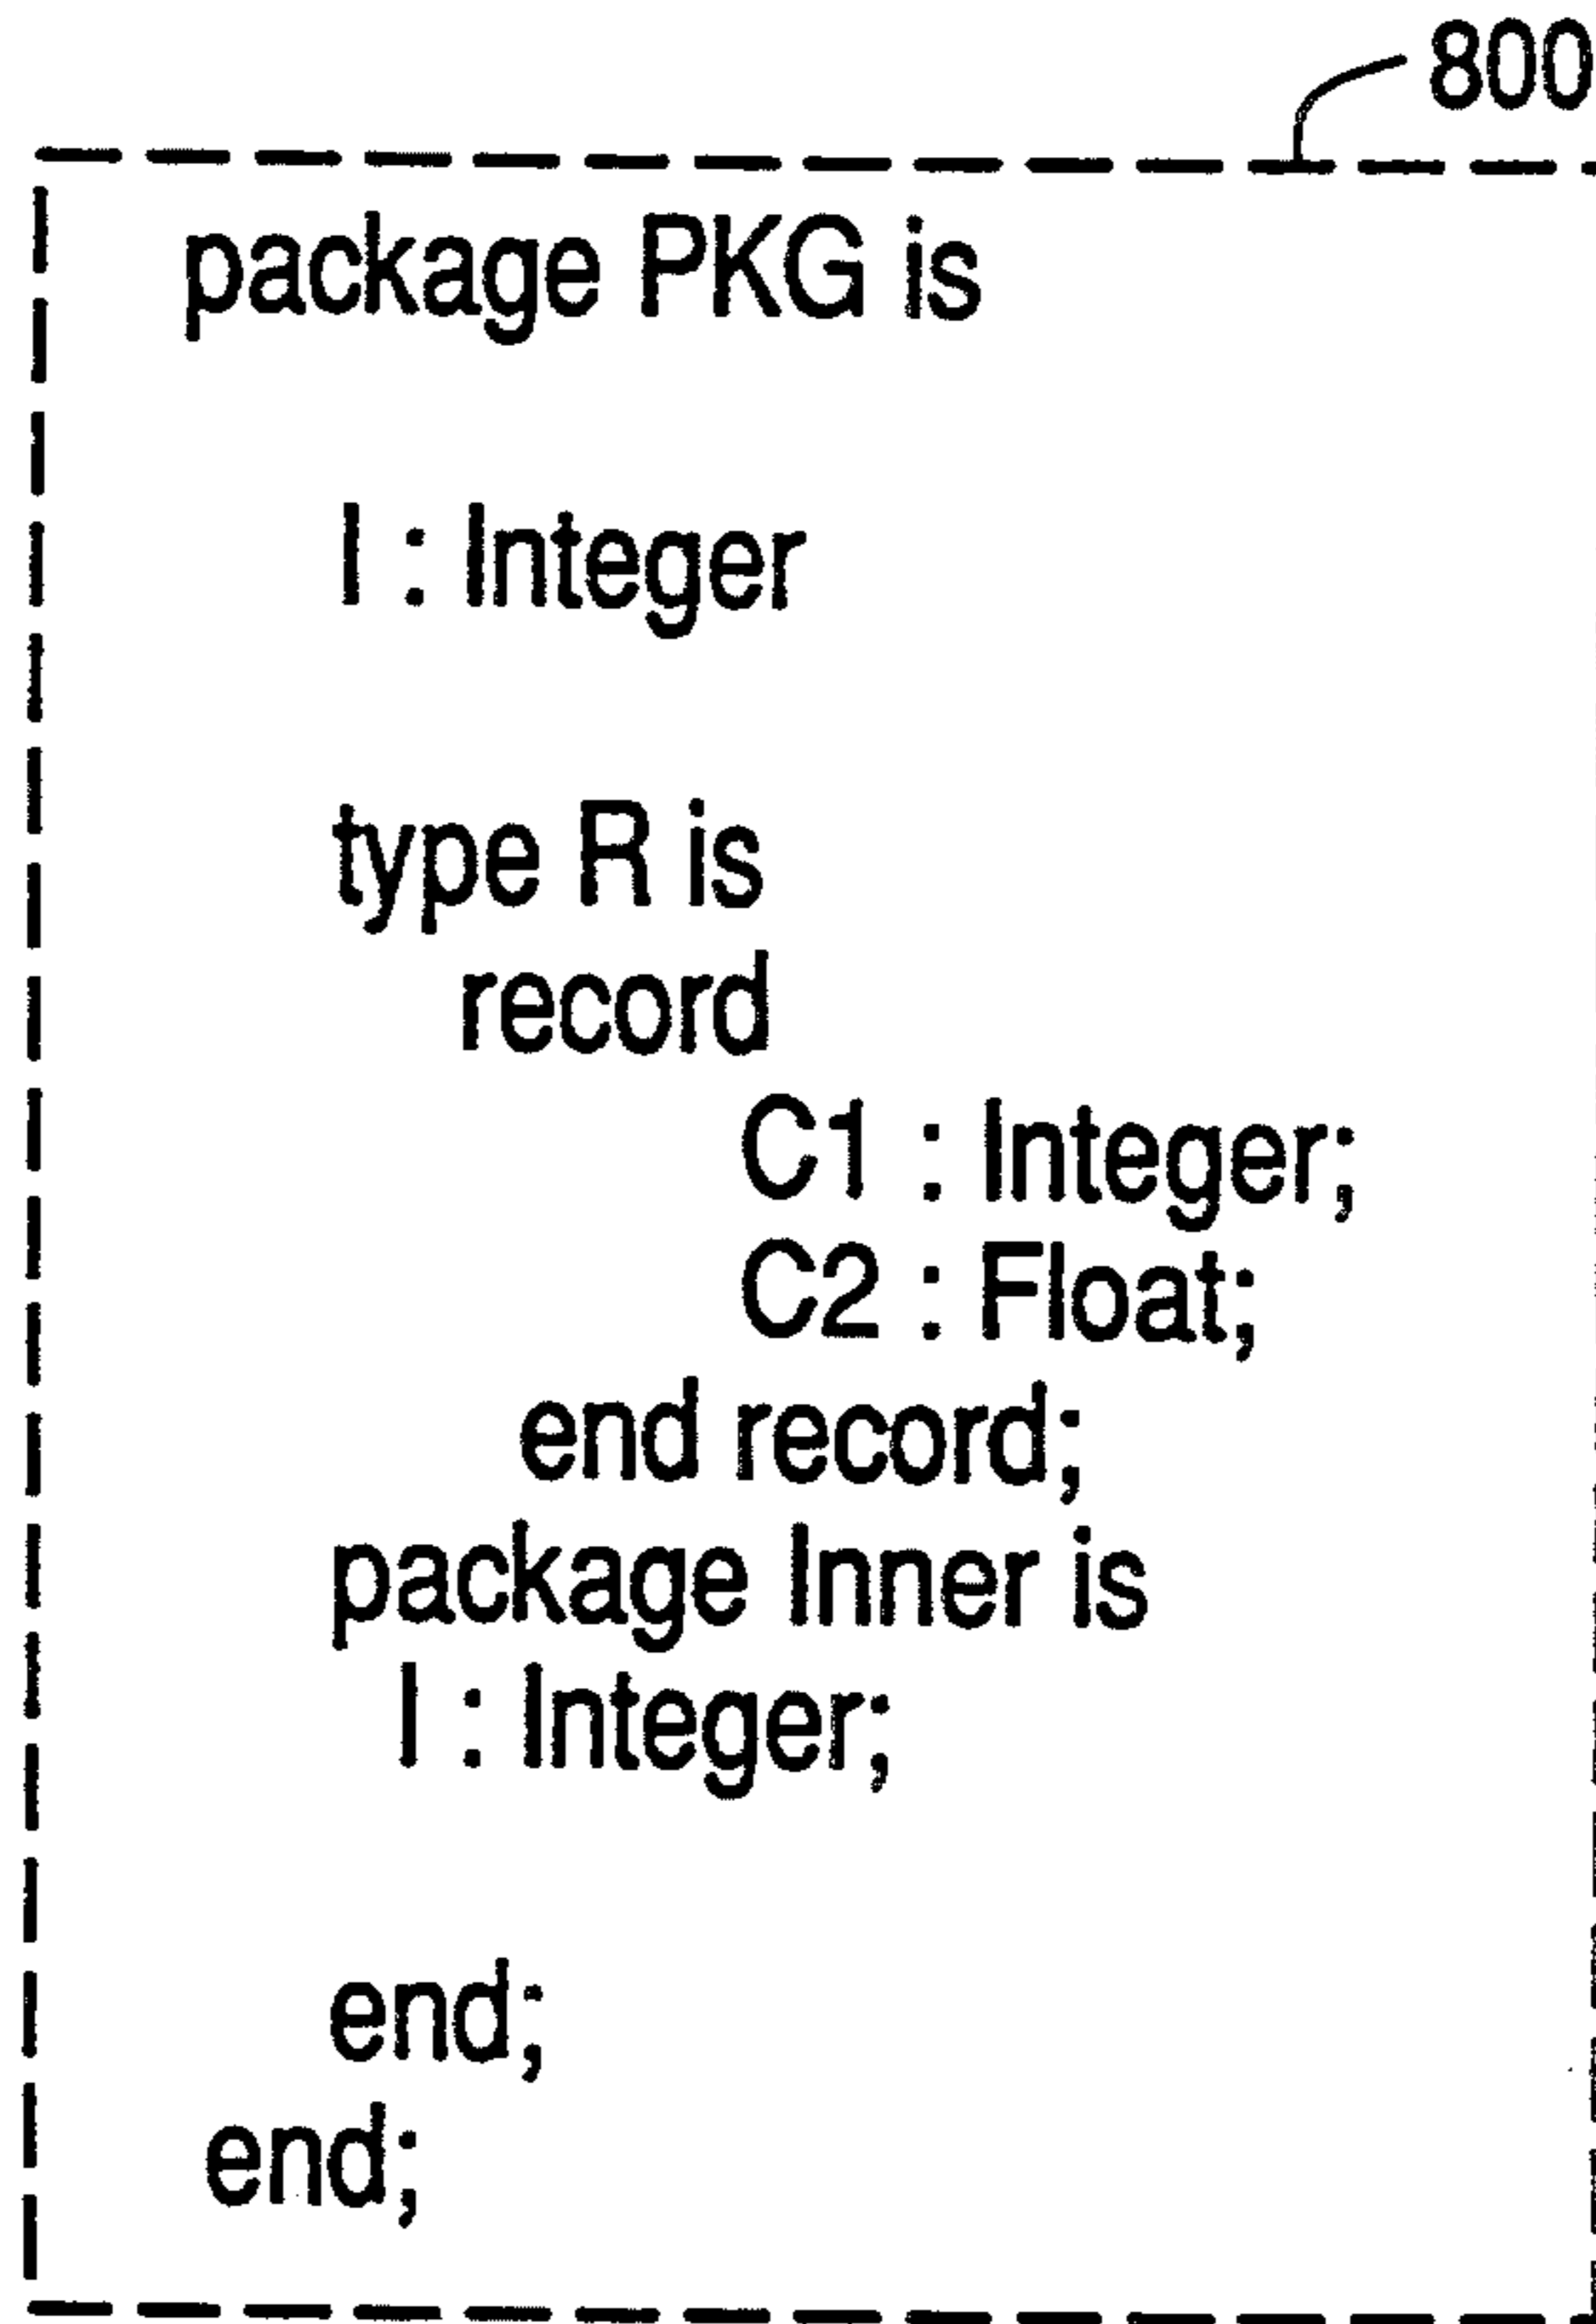 800
package PKG is
I : Integer
type R is
record
C1 : Integer;
C2 : Float;
end record;
package Inner is
I : Integer;
end;
end;